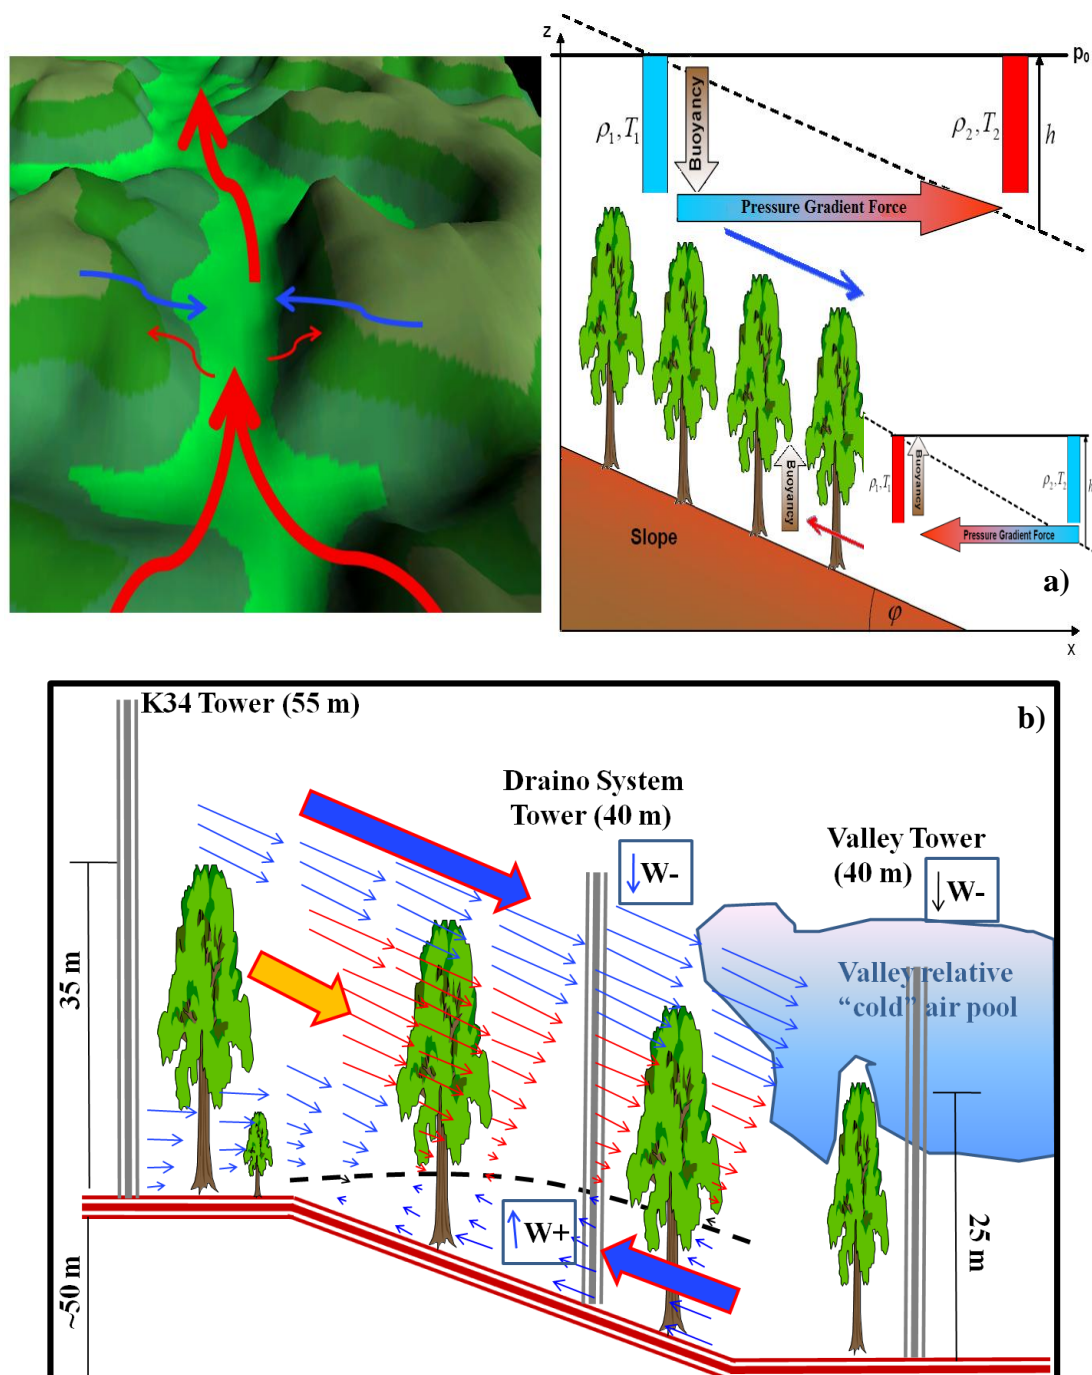 z
p₀
ρ₁,T₁
Buoyancy
ρ₂,T₂
h
Pressure Gradient Force
Buoyancy
ρ₁,T₁
Buoyancy
ρ₂,T₂
h
Pressure Gradient Force
Slope
φ
a)
x
K34 Tower (55 m)
b)
Draino System
Tower (40 m)
W-
Valley Tower
(40 m)
W-
35 m
Valley relative
“cold” air pool
W+
25 m
~50 m